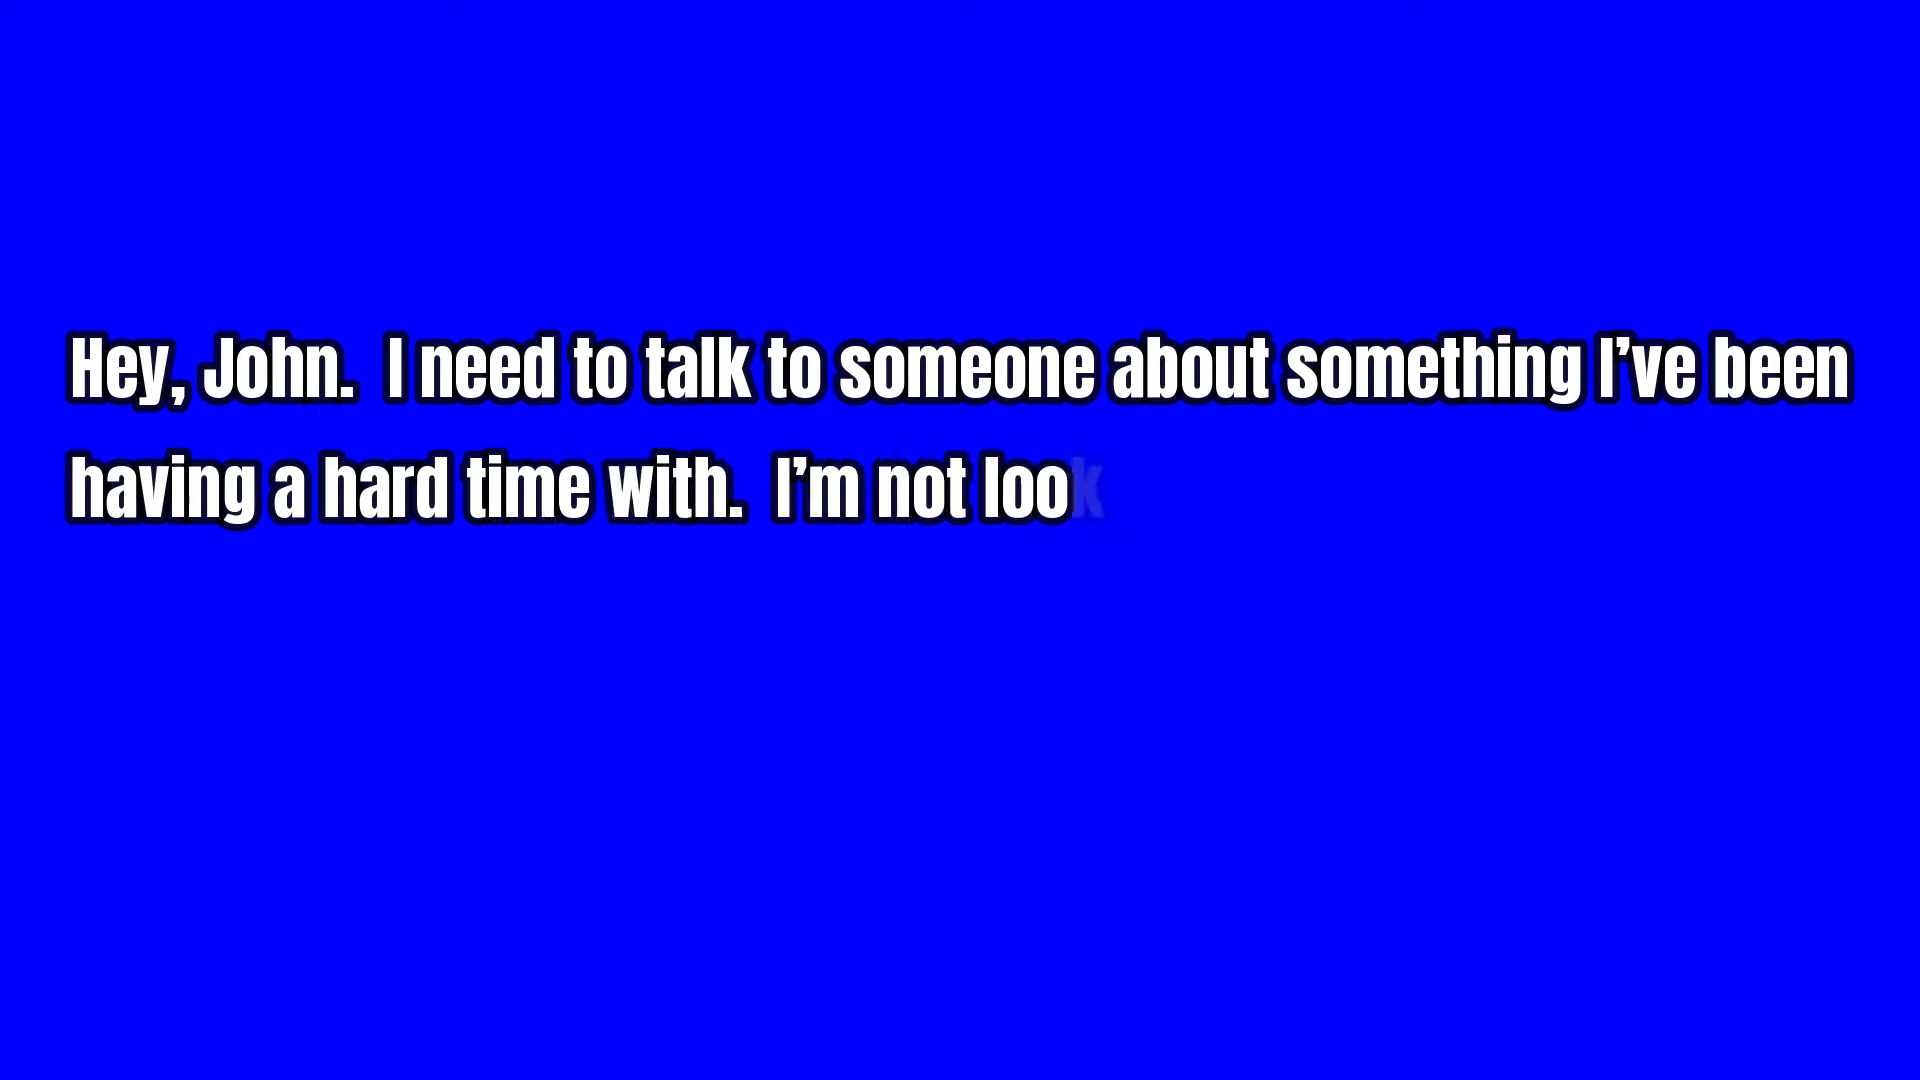 Hey, John.  I need to talk to someone about something I’ve been
having a hard time with.  I’m not look